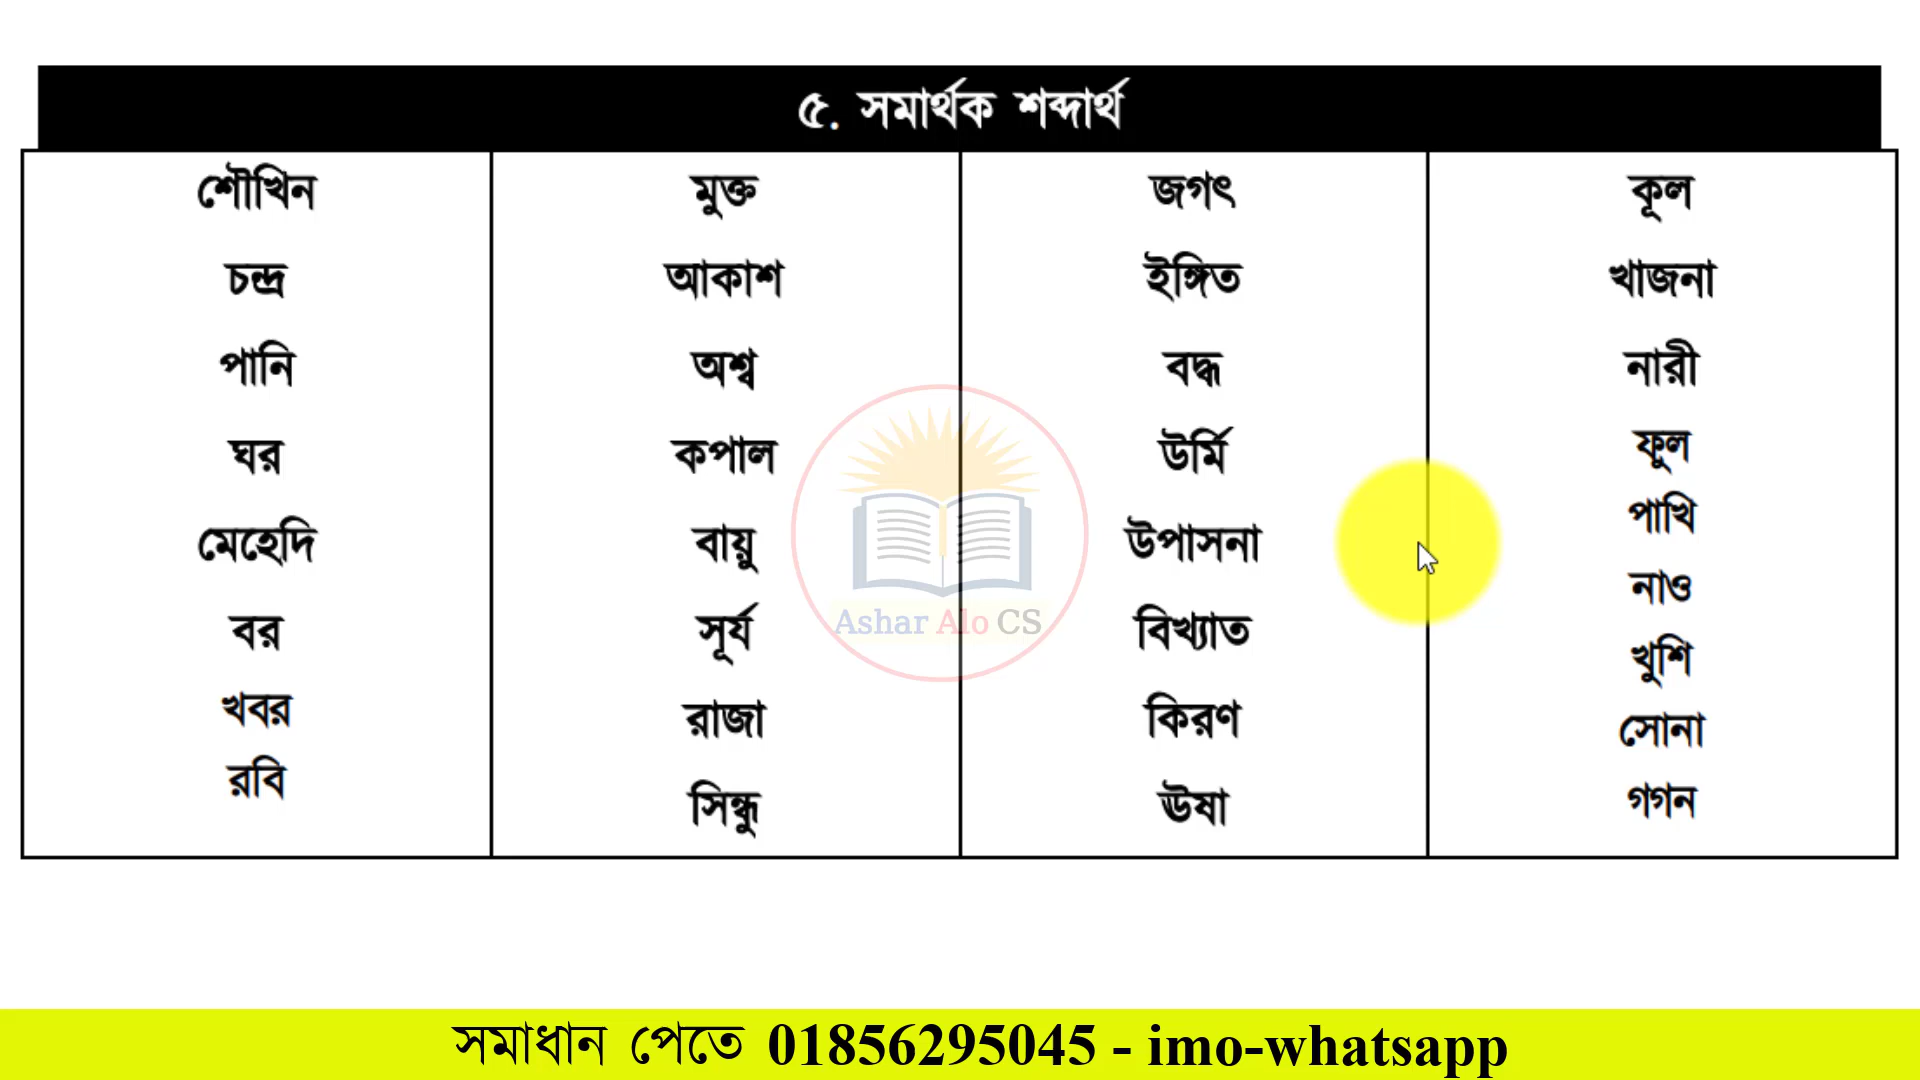 ৫. সমার্থক শব্দার্থ
শৌখিন মুক্ত জগৎ কূল
চন্দ্র আকাশ ইঙ্গিত খাজনা
পানি অশ্ব বদ্ধ নারী
ঘর কপাল উর্মি ফুল
মেহেদি বায়ু উপাসনা পাখি
বর সূর্য বিখ্যাত নাও
খবর রাজা কিরণ খুশি
রবি সিন্ধু ঊষা সোনা
গগন
Ashar Alo CS
সমাধান পেতে 01856295045 - imo-whatsapp